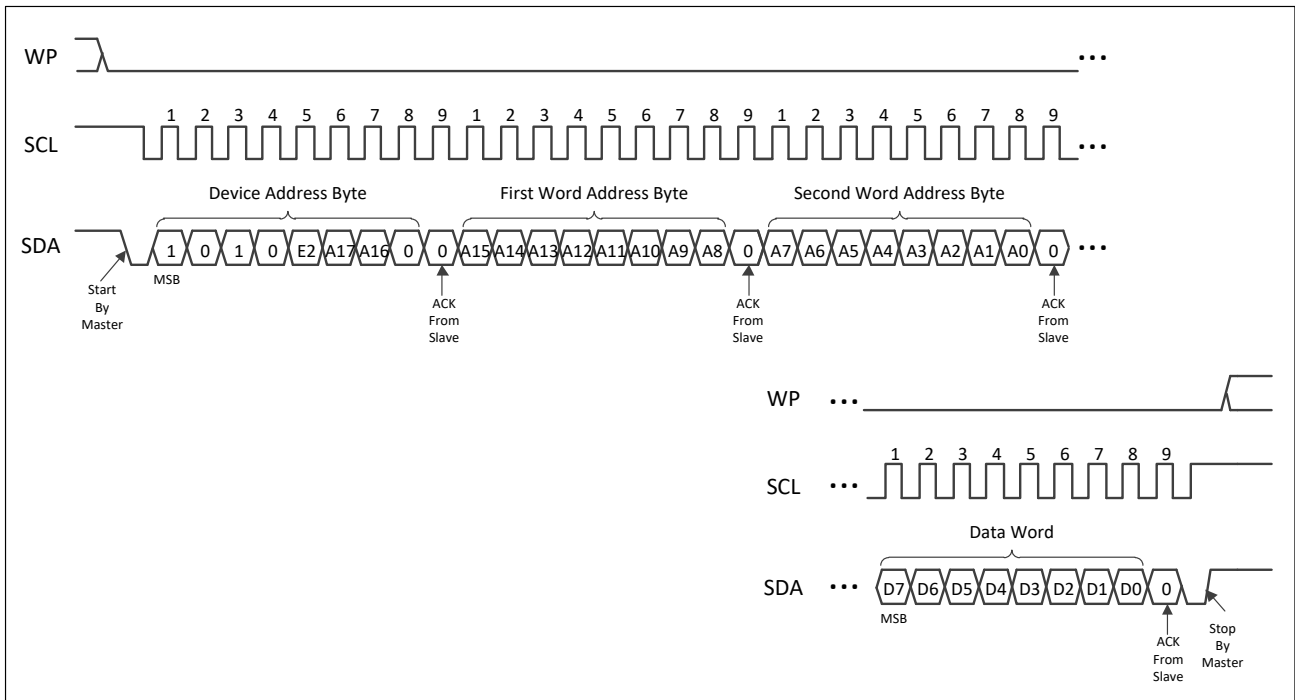 WP
•••
1 2 3 4 5 6 7 8 9 1 2 3 4 5 6 7 8 9 1 2 3 4 5 6 7 8 9
SCL
•••
Device Address Byte
First Word Address Byte
Second Word Address Byte
SDA
1 0 1 0 E2 A17 A16 0 0 A15 A14 A13 A12 A11 A10 A9 A8 0 A7 A6 A5 A4 A3 A2 A1 A0 0
•••
Start
By
Master
MSB
ACK
From
Slave
ACK
From
Slave
ACK
From
Slave
WP •••
1 2 3 4 5 6 7 8 9
SCL •••
Data Word
SDA •••
D7 D6 D5 D4 D3 D2 D1 D0 0
MSB
ACK
From
Slave
Stop
By
Master